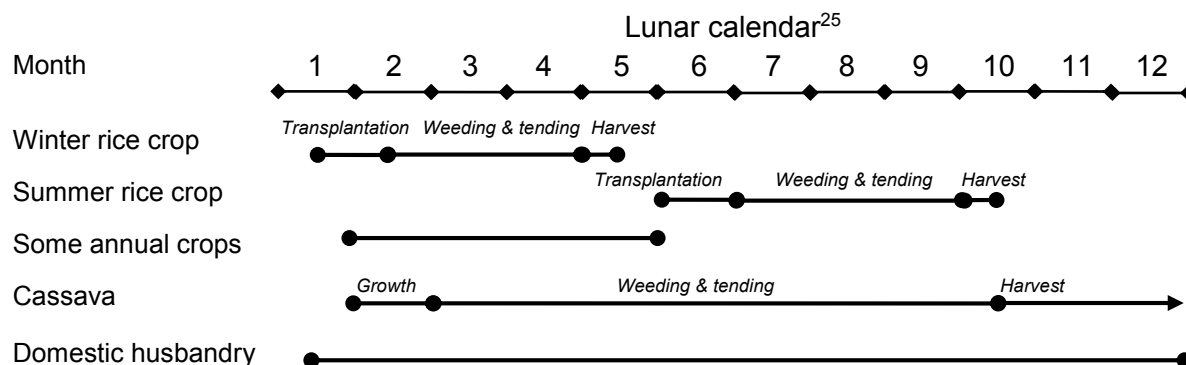 Lunar calendar25
Month 1 2 3 4 5 6 7 8 9 10 11 12
Transplantation Weeding & tending Harvest
Winter rice crop
Transplantation Weeding & tending Harvest
Summer rice crop
Some annual crops
Growth Weeding & tending Harvest
Cassava
Domestic husbandry